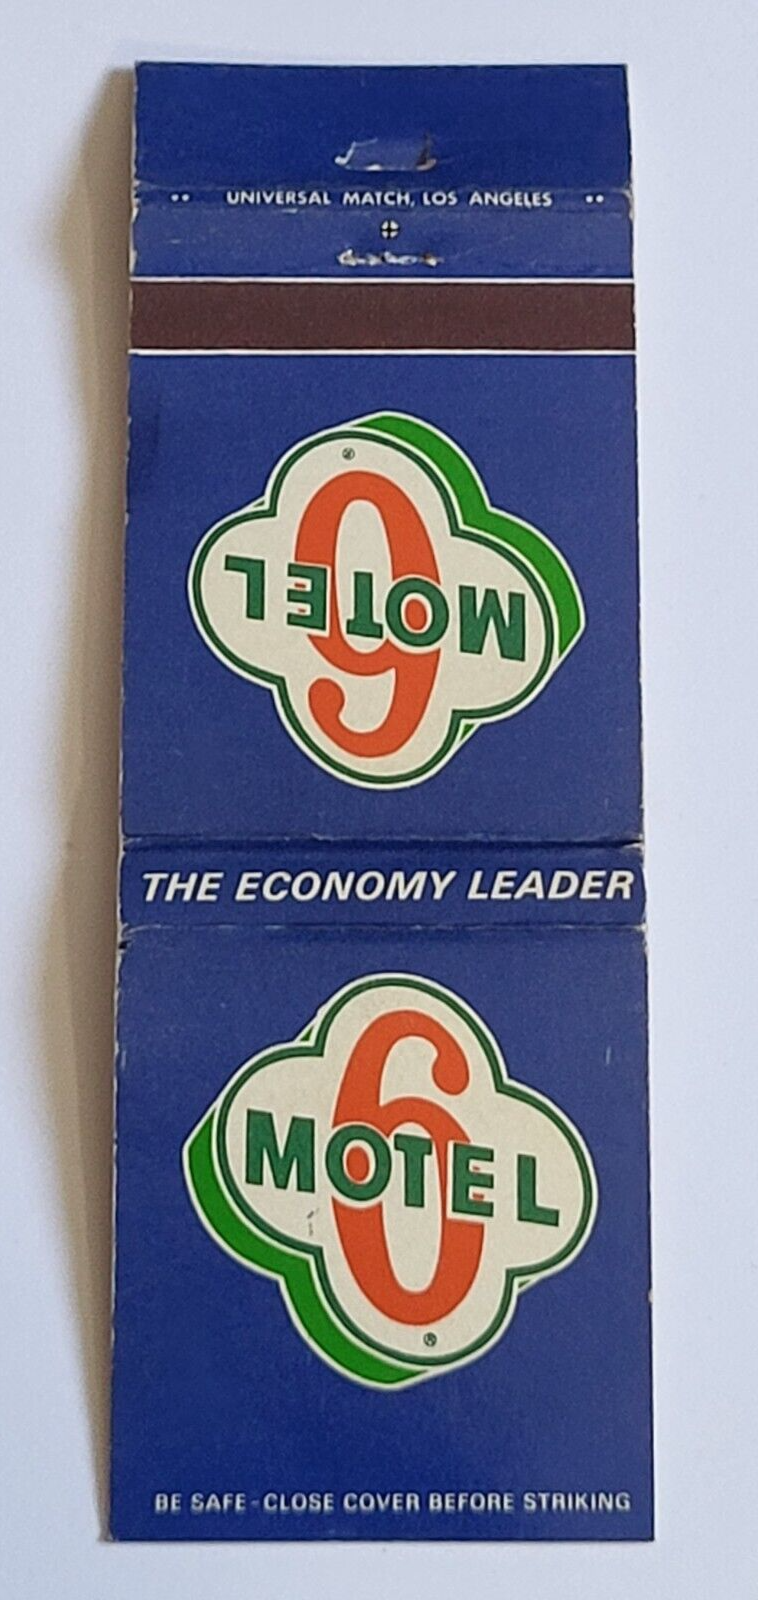 UNIVERSAL MATCH, LOS ANGELES
MOTEL 6 ®
THE ECONOMY LEADER
MOTEL 6 ®
BE SAFE - CLOSE COVER BEFORE STRIKING